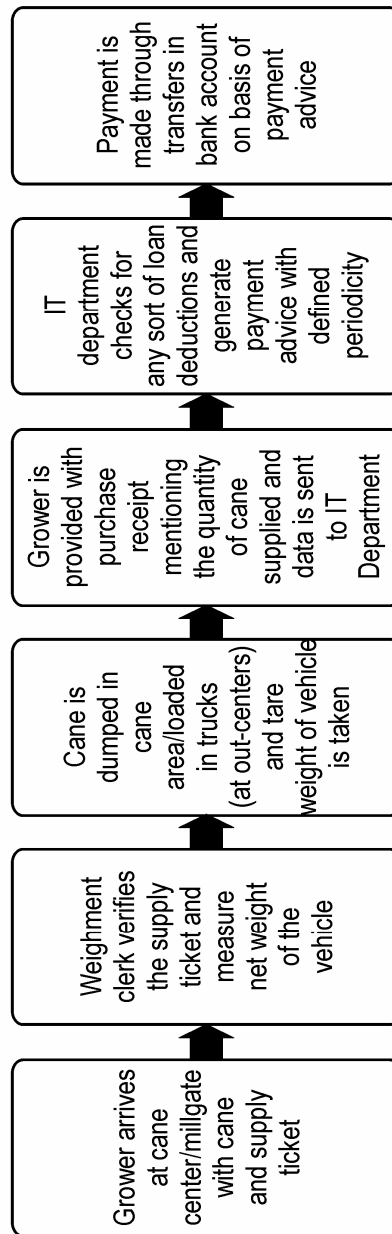 Grower arrives
at cane
center/millgate
with cane
and supply
ticket
Weighment
clerk verifies
the supply
ticket and
measure
net weight
of the
vehicle
Cane is
dumped in
cane
area/loaded
in trucks
(at out-centers)
and tare
weight of vehicle
is taken
Grower is
provided with
purchase
receipt
mentioning
the quantity
of cane
supplied and
data is sent
to IT
Department
IT
department
checks for
any sort of loan
deductions and
generate
payment
advice with
defined
periodicity
Payment is
made through
transfers in
bank account
on basis of
payment
advice